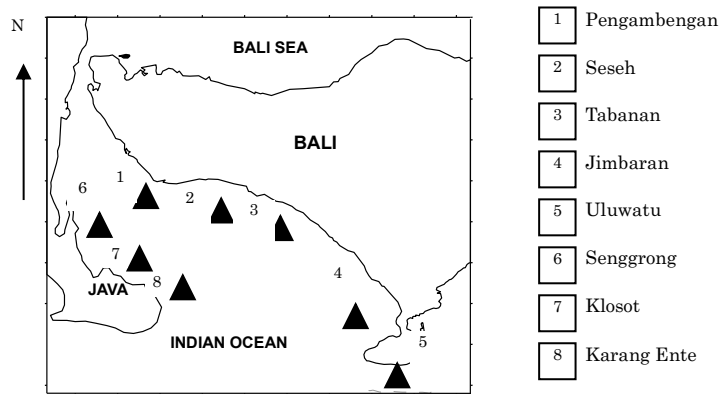 N
BALI SEA
BALI
6
1
2
3
7
8
4
JAVA
INDIAN OCEAN
5
1 Pengambengan
2 Seseh
3 Tabanan
4 Jimbaran
5 Uluwatu
6 Senggrong
7 Klosot
8 Karang Ente